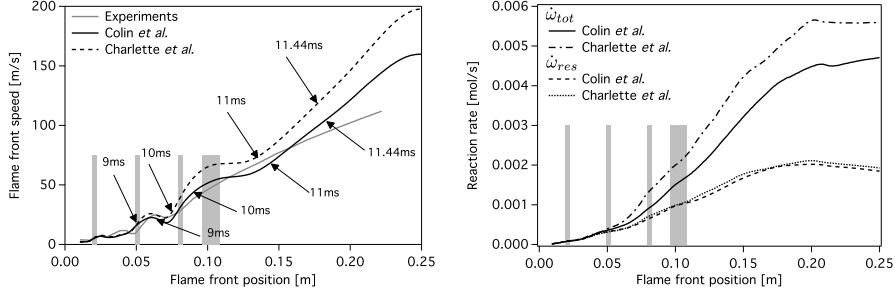 200
150
100
50
0
Flame front speed [m/s]
Experiments
Colin et al.
Charlette et al.
11.44ms
11ms
10ms
9ms
11.44ms
11ms
10ms
9ms
0.00 0.05 0.10 0.15 0.20 0.25
Flame front position [m]
0.006
0.005
0.004
0.003
0.002
0.001
0.000
Reaction rate [mol/s]
ω̇tot
Colin et al.
Charlette et al.
ω̇res
Colin et al.
Charlette et al.
0.00 0.05 0.10 0.15 0.20 0.25
Flame front position [m]